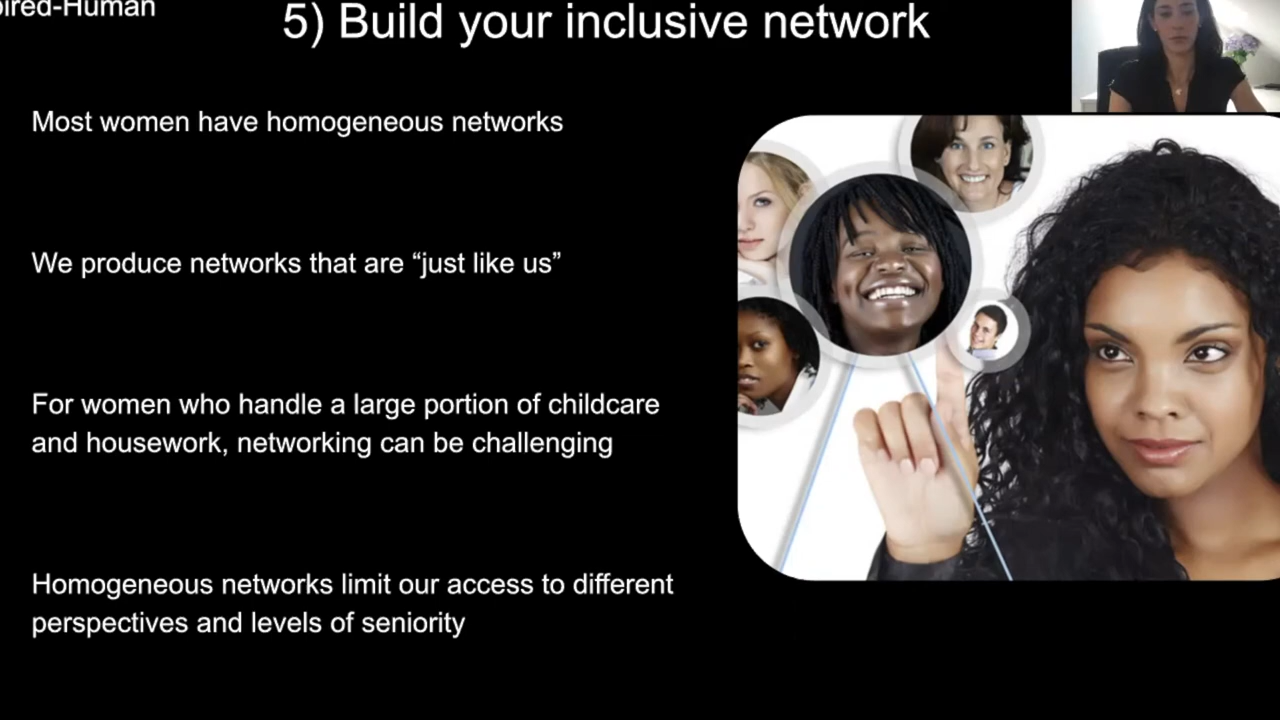 5) Build your inclusive network
Most women have homogeneous networks
We produce networks that are “just like us”
For women who handle a large portion of childcare
and housework, networking can be challenging
Homogeneous networks limit our access to different
perspectives and levels of seniority